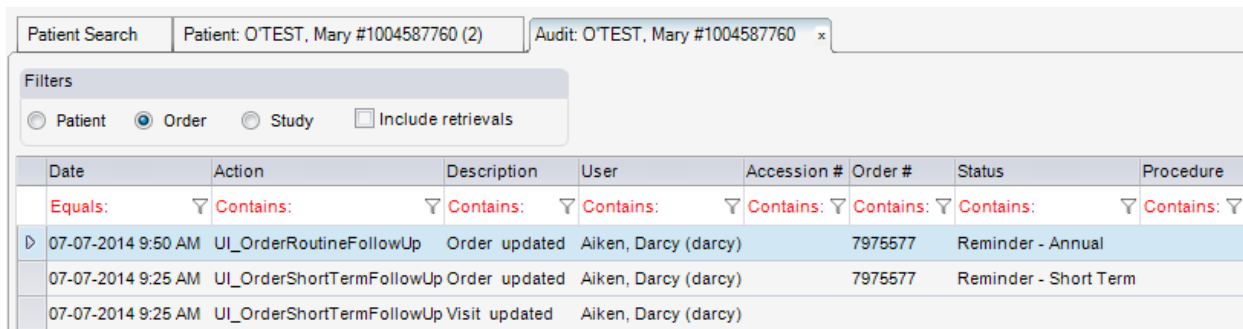 Patient Search Patient: O'TEST, Mary #1004587760 (2) Audit: O'TEST, Mary #1004587760 x
Filters
Patient Order Study Include retrievals
Date Action Description User Accession # Order # Status Procedure
Equals: Contains: Contains: Contains: Contains: Contains: Contains: Contains:
07-07-2014 9:50 AM UI_OrderRoutineFollowUp Order updated Aiken, Darcy (darcy) 7975577 Reminder - Annual
07-07-2014 9:25 AM UI_OrderShortTermFollowUp Order updated Aiken, Darcy (darcy) 7975577 Reminder - Short Term
07-07-2014 9:25 AM UI_OrderShortTermFollowUp Visit updated Aiken, Darcy (darcy)